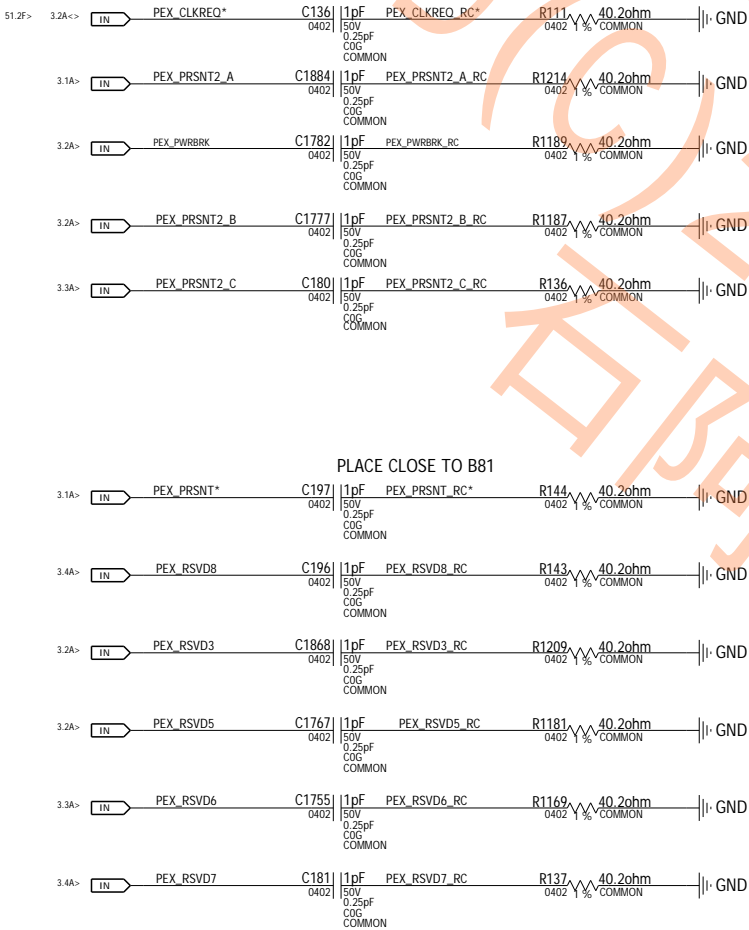 51.2F> 3.2A<> IN PEX_CLKREQ* C136 1pF PEX_CLKREQ_RC* R111 40.2ohm GND
0402 50V 0402 1 % COMMON
0.25pF
C0G
COMMON
3.1A> IN PEX_PRSNT2_A C1884 1pF PEX_PRSNT2_A_RC R1214 40.2ohm GND
0402 50V 0402 1 % COMMON
0.25pF
C0G
COMMON
3.2A> IN PEX_PWRBRK C1782 1pF PEX_PWRBRK_RC R1189 40.2ohm GND
0402 50V 0402 1 % COMMON
0.25pF
C0G
COMMON
3.2A> IN PEX_PRSNT2_B C1777 1pF PEX_PRSNT2_B_RC R1187 40.2ohm GND
0402 50V 0402 1 % COMMON
0.25pF
C0G
COMMON
3.3A> IN PEX_PRSNT2_C C180 1pF PEX_PRSNT2_C_RC R136 40.2ohm GND
0402 50V 0402 1 % COMMON
0.25pF
C0G
COMMON
PLACE CLOSE TO B81
3.1A> IN PEX_PRSNT* C197 1pF PEX_PRSNT_RC* R144 40.2ohm GND
0402 50V 0402 1 % COMMON
0.25pF
C0G
COMMON
3.4A> IN PEX_RSVD8 C196 1pF PEX_RSVD8_RC R143 40.2ohm GND
0402 50V 0402 1 % COMMON
0.25pF
C0G
COMMON
3.2A> IN PEX_RSVD3 C1868 1pF PEX_RSVD3_RC R1209 40.2ohm GND
0402 50V 0402 1 % COMMON
0.25pF
C0G
COMMON
3.2A> IN PEX_RSVD5 C1767 1pF PEX_RSVD5_RC R1181 40.2ohm GND
0402 50V 0402 1 % COMMON
0.25pF
C0G
COMMON
3.3A> IN PEX_RSVD6 C1755 1pF PEX_RSVD6_RC R1169 40.2ohm GND
0402 50V 0402 1 % COMMON
0.25pF
C0G
COMMON
3.4A> IN PEX_RSVD7 C181 1pF PEX_RSVD7_RC R137 40.2ohm GND
0402 50V 0402 1 % COMMON
0.25pF
C0G
COMMON
(c)
石